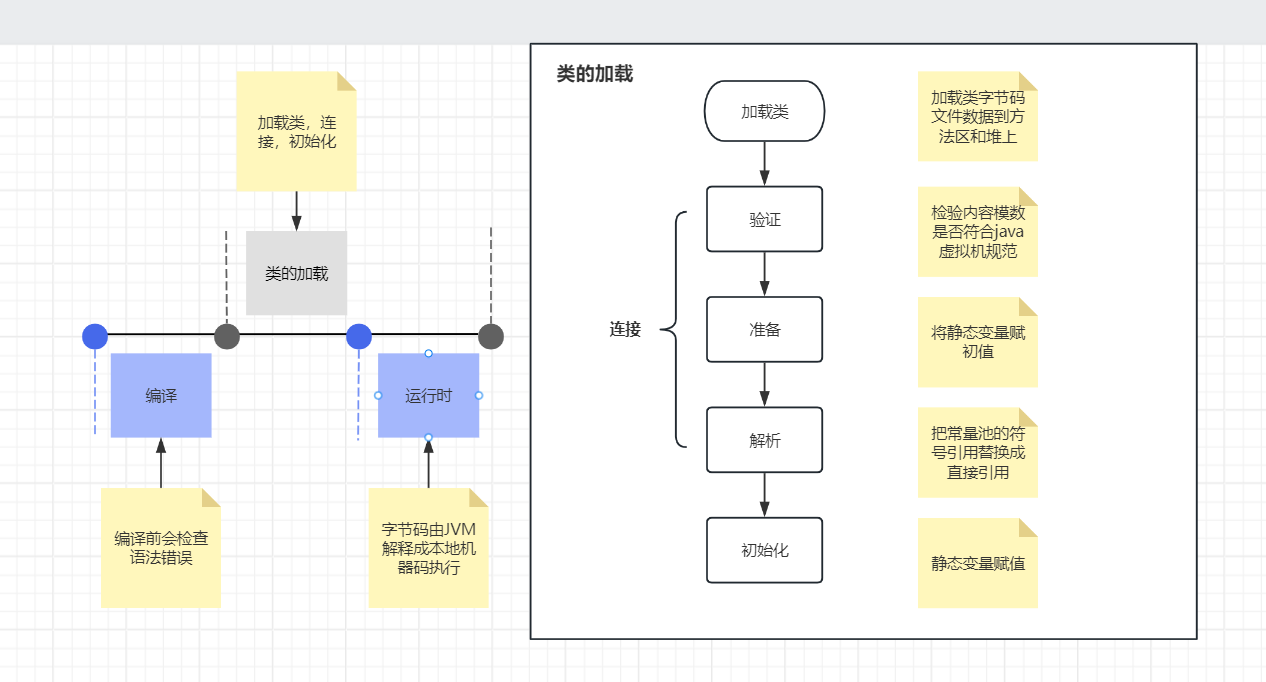 加载类，连
接，初始化
类的加载
编译
运行时
编译前会检查
语法错误
字节码由JVM
解释成本地机
器码执行
类的加载
加载类
加载类字节码
文件数据到方
法区和堆上
连接
验证
检验内容模数
是否符合java
虚拟机规范
准备
将静态变量赋
初值
解析
把常量池的符
号引用替换成
直接引用
初始化
静态变量赋值